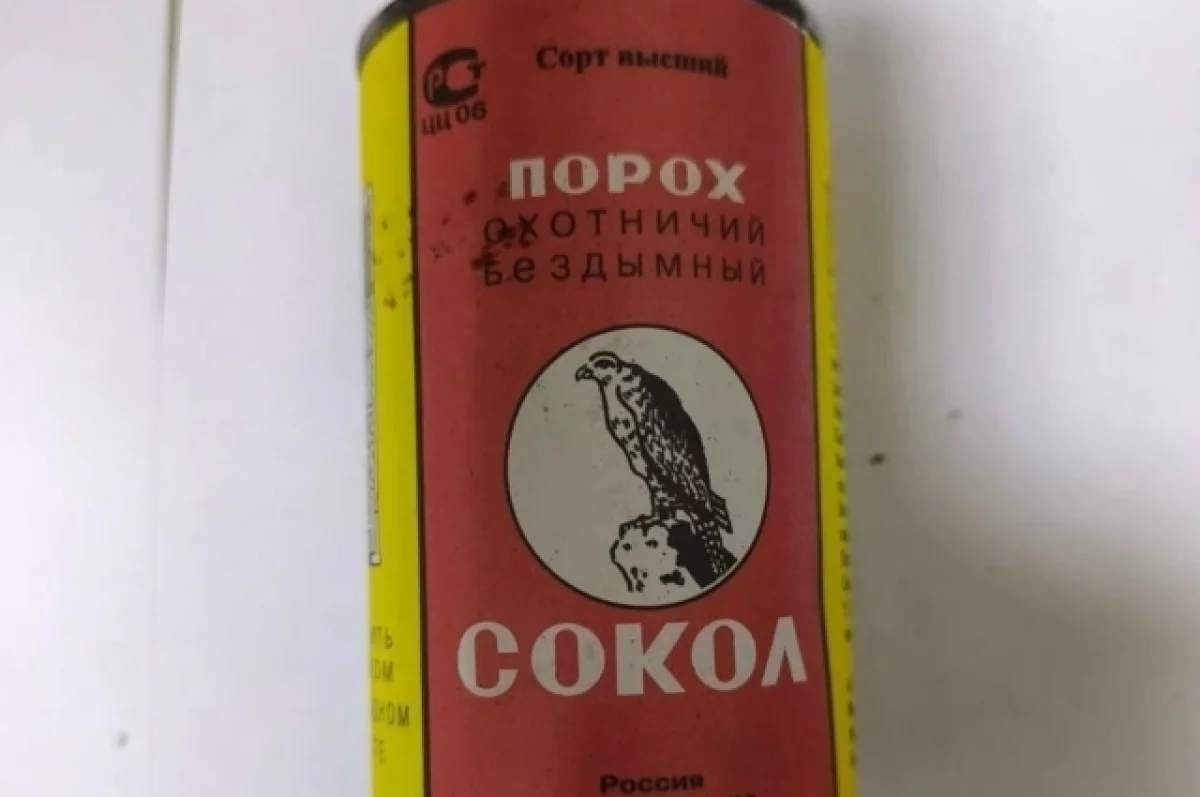 Сорт высший
РСТ
ЦЦ 06
ПОРОХ
ОХОТНИЧИЙ
БЕЗДЫМНЫЙ
СОКОЛ
Россия